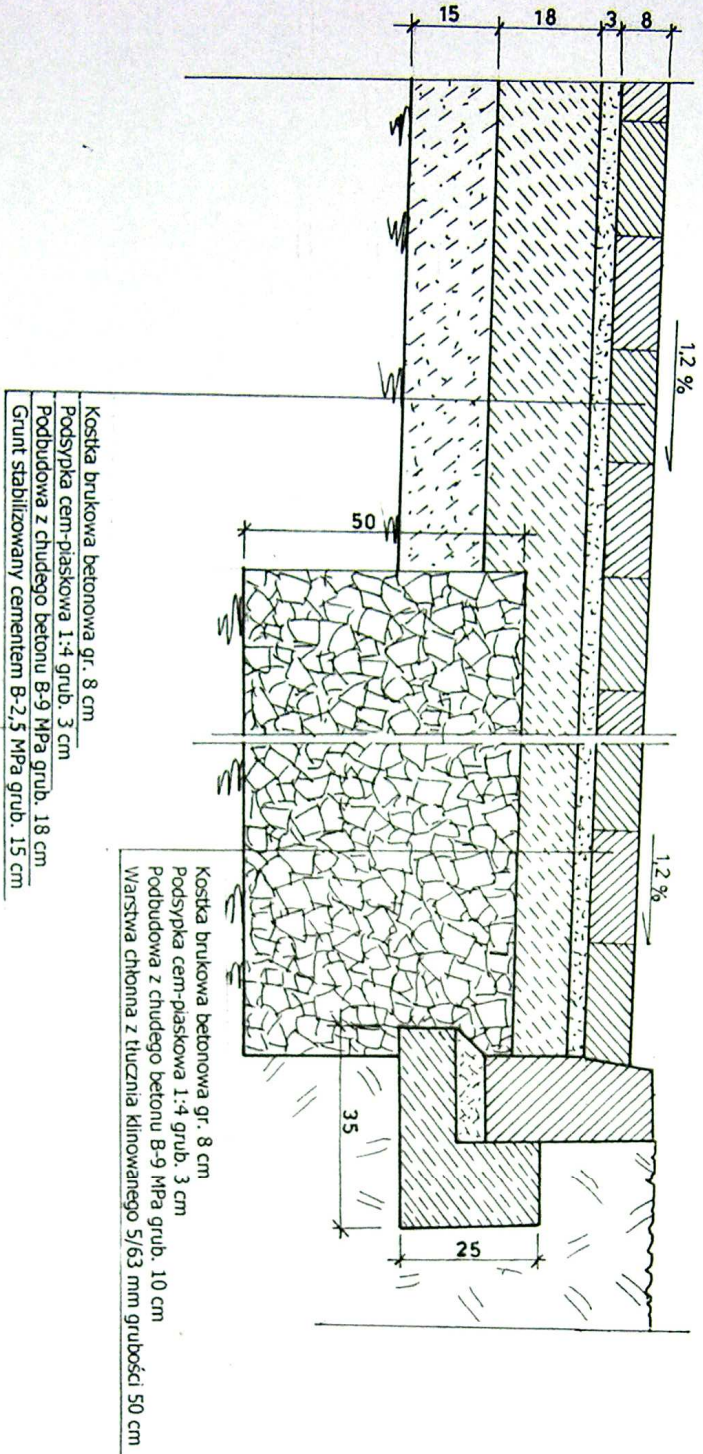 15
18
3
8
1,2 %
50
1,2 %
35
25
Kostka brukowa betonowa gr. 8 cm
Podsypka cem-piaskowa 1:4 grub. 3 cm
Podbudowa z chudego betonu B-9 MPa grub. 18 cm
Grunt stabilizowany cementem B-2,5 MPa grub. 15 cm
Kostka brukowa betonowa gr. 8 cm
Podsypka cem-piaskowa 1:4 grub. 3 cm
Podbudowa z chudego betonu B-9 MPa grub. 10 cm
Warstwa chłonna z tłucznia klinowanego 5/63 mm grubości 50 cm